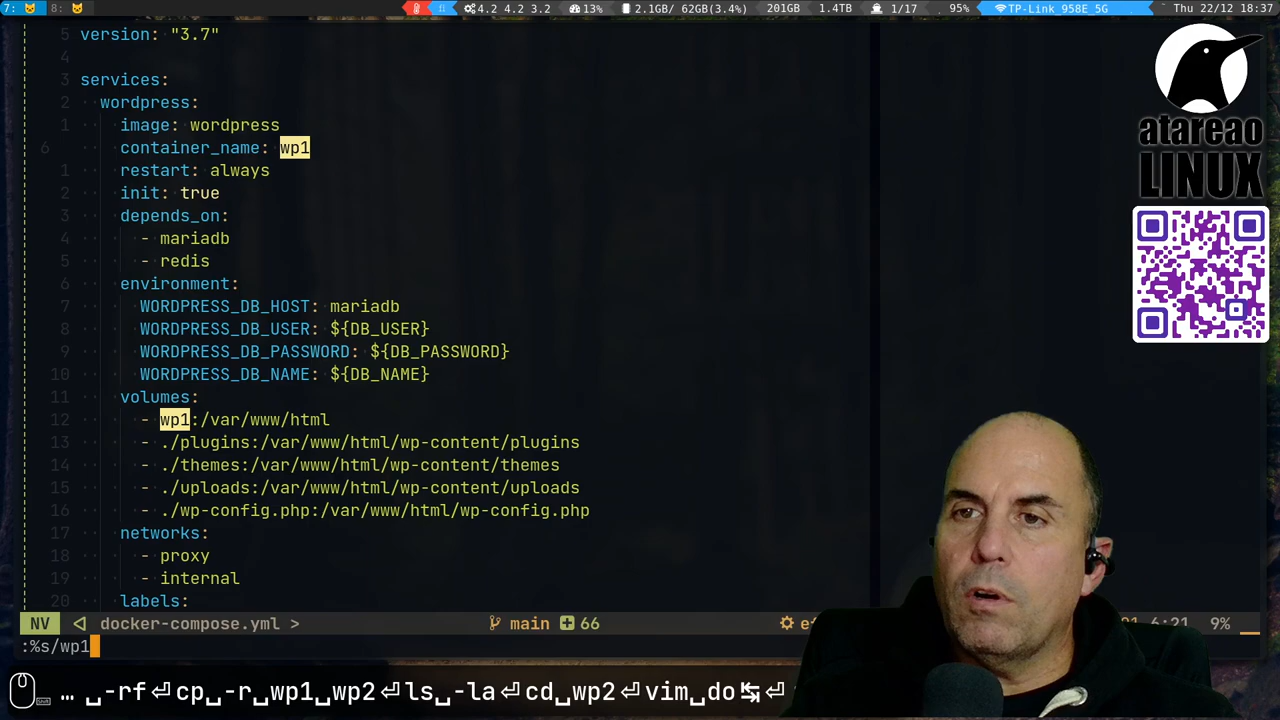 7: 8: 4.2 4.2 3.2 13% 2.1GB/ 62GB(3.4%) 201GB 1.4TB 1/17 95% TP-Link_958E 5G Thu 22/12 18:37
5 version: "3.7"
4
3 services:
2 wordpress:
1 image: wordpress
6 container_name: wp1
1 restart: always
2 init: true
3 depends_on:
4 - mariadb
5 - redis
6 environment:
7 WORDPRESS_DB_HOST: mariadb
8 WORDPRESS_DB_USER: ${DB_USER}
9 WORDPRESS_DB_PASSWORD: ${DB_PASSWORD}
10 WORDPRESS_DB_NAME: ${DB_NAME}
11 volumes:
12 - wp1:/var/www/html
13 - ./plugins:/var/www/html/wp-content/plugins
14 - ./themes:/var/www/html/wp-content/themes
15 - ./uploads:/var/www/html/wp-content/uploads
16 - ./wp-config.php:/var/www/html/wp-config.php
17 networks:
18 - proxy
19 - internal
20 labels:
NV docker-compose.yml > main 66 6:21 9%
:%s/wp1
… ␣-rf⏎cp␣-r␣wp1␣wp2⏎ls␣-la⏎cd␣wp2⏎vim␣do↹⏎
atareao
LINUX